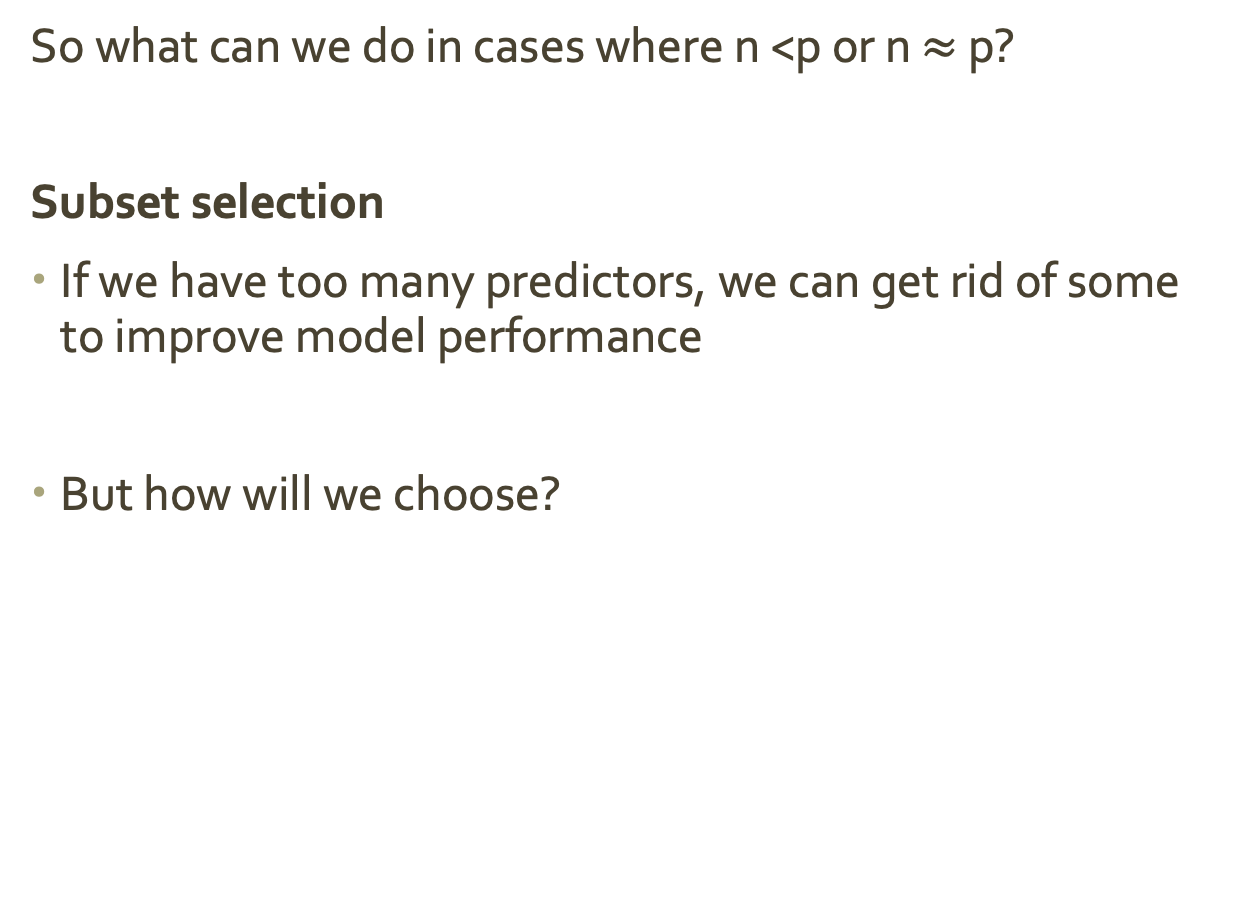 So what can we do in cases where n <p or n ≈ p?
Subset selection
• If we have too many predictors, we can get rid of some
to improve model performance
• But how will we choose?